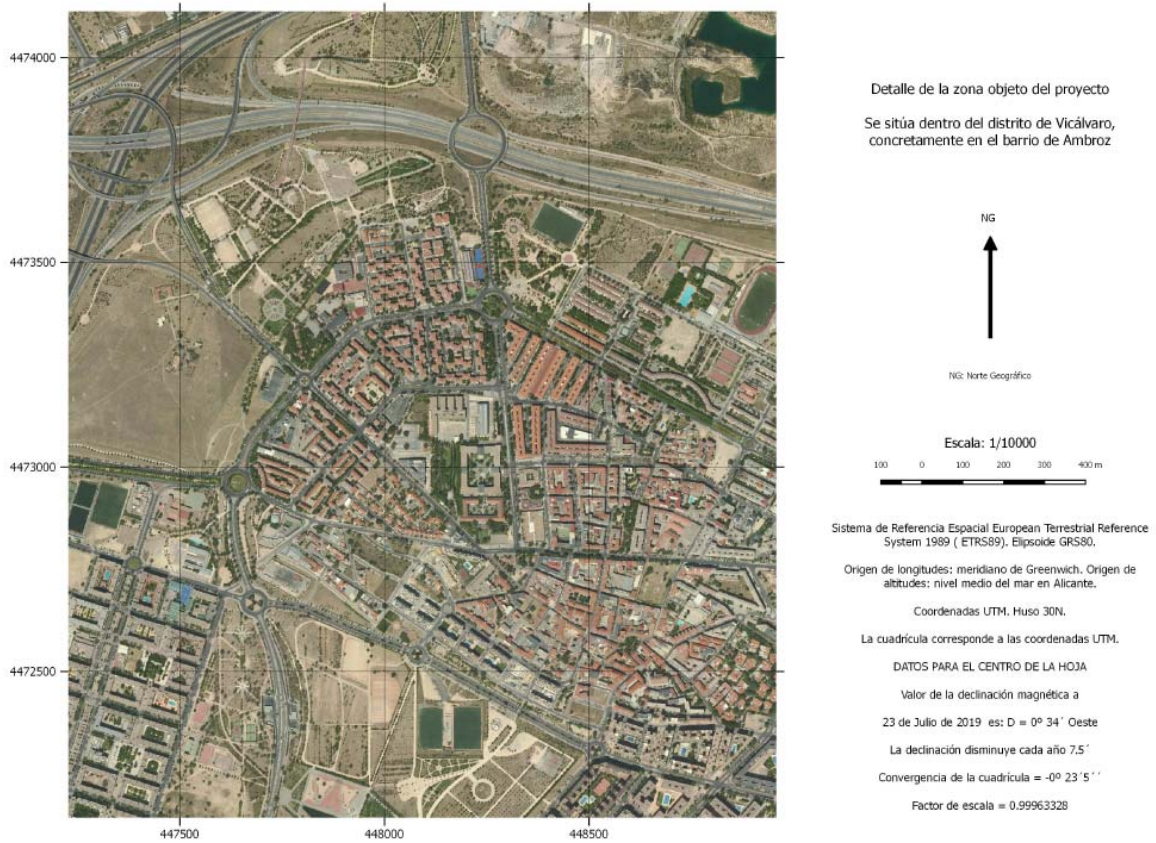 4474000
4473500
4473000
4472500
447500
448000
448500
Detalle de la zona objeto del proyecto
Se sitúa dentro del distrito de Vicálvaro,
concretamente en el barrio de Ambroz
NG
NG: Norte Geográfico
Escala: 1/10000
100 0 100 200 300 400 m
Sistema de Referencia Espacial European Terrestrial Reference
System 1989 ( ETRS89). Elipsoide GRS80.
Origen de longitudes: meridiano de Greenwich. Origen de
altitudes: nivel medio del mar en Alicante.
Coordenadas UTM. Huso 30N.
La cuadrícula corresponde a las coordenadas UTM.
DATOS PARA EL CENTRO DE LA HOJA
Valor de la declinación magnética a
23 de Julio de 2019 es: D = 0º 34´ Oeste
La declinación disminuye cada año 7.5´
Convergencia de la cuadrícula = -0º 23´5´´
Factor de escala = 0.99963328